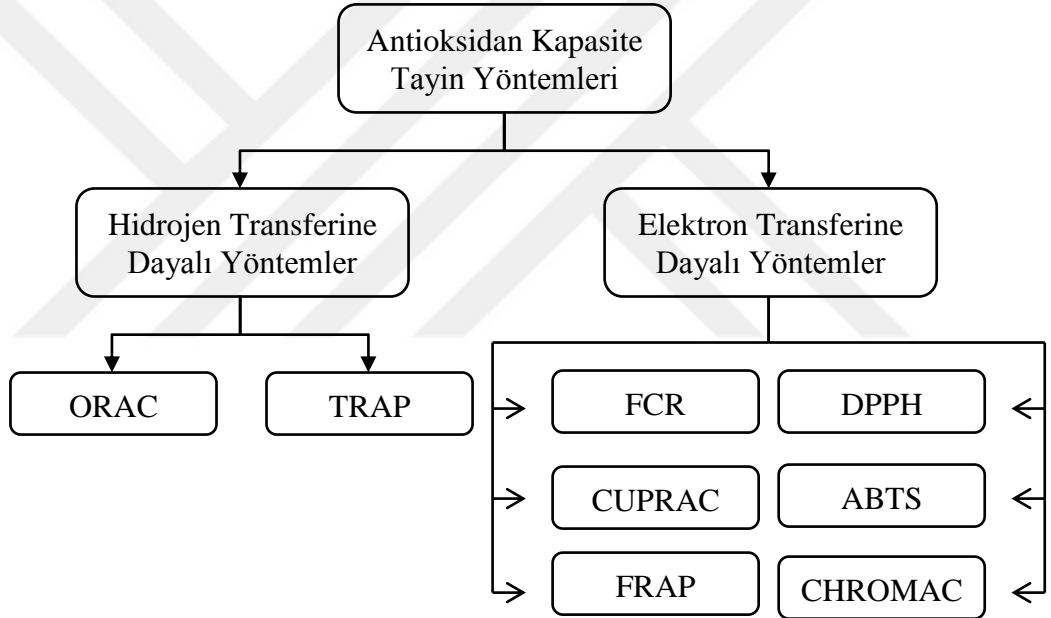 Antioksidan Kapasite
Tayin Yöntemleri
Hidrojen Transferine
Dayalı Yöntemler
Elektron Transferine
Dayalı Yöntemler
ORAC
TRAP
FCR
DPPH
CUPRAC
ABTS
FRAP
CHROMAC